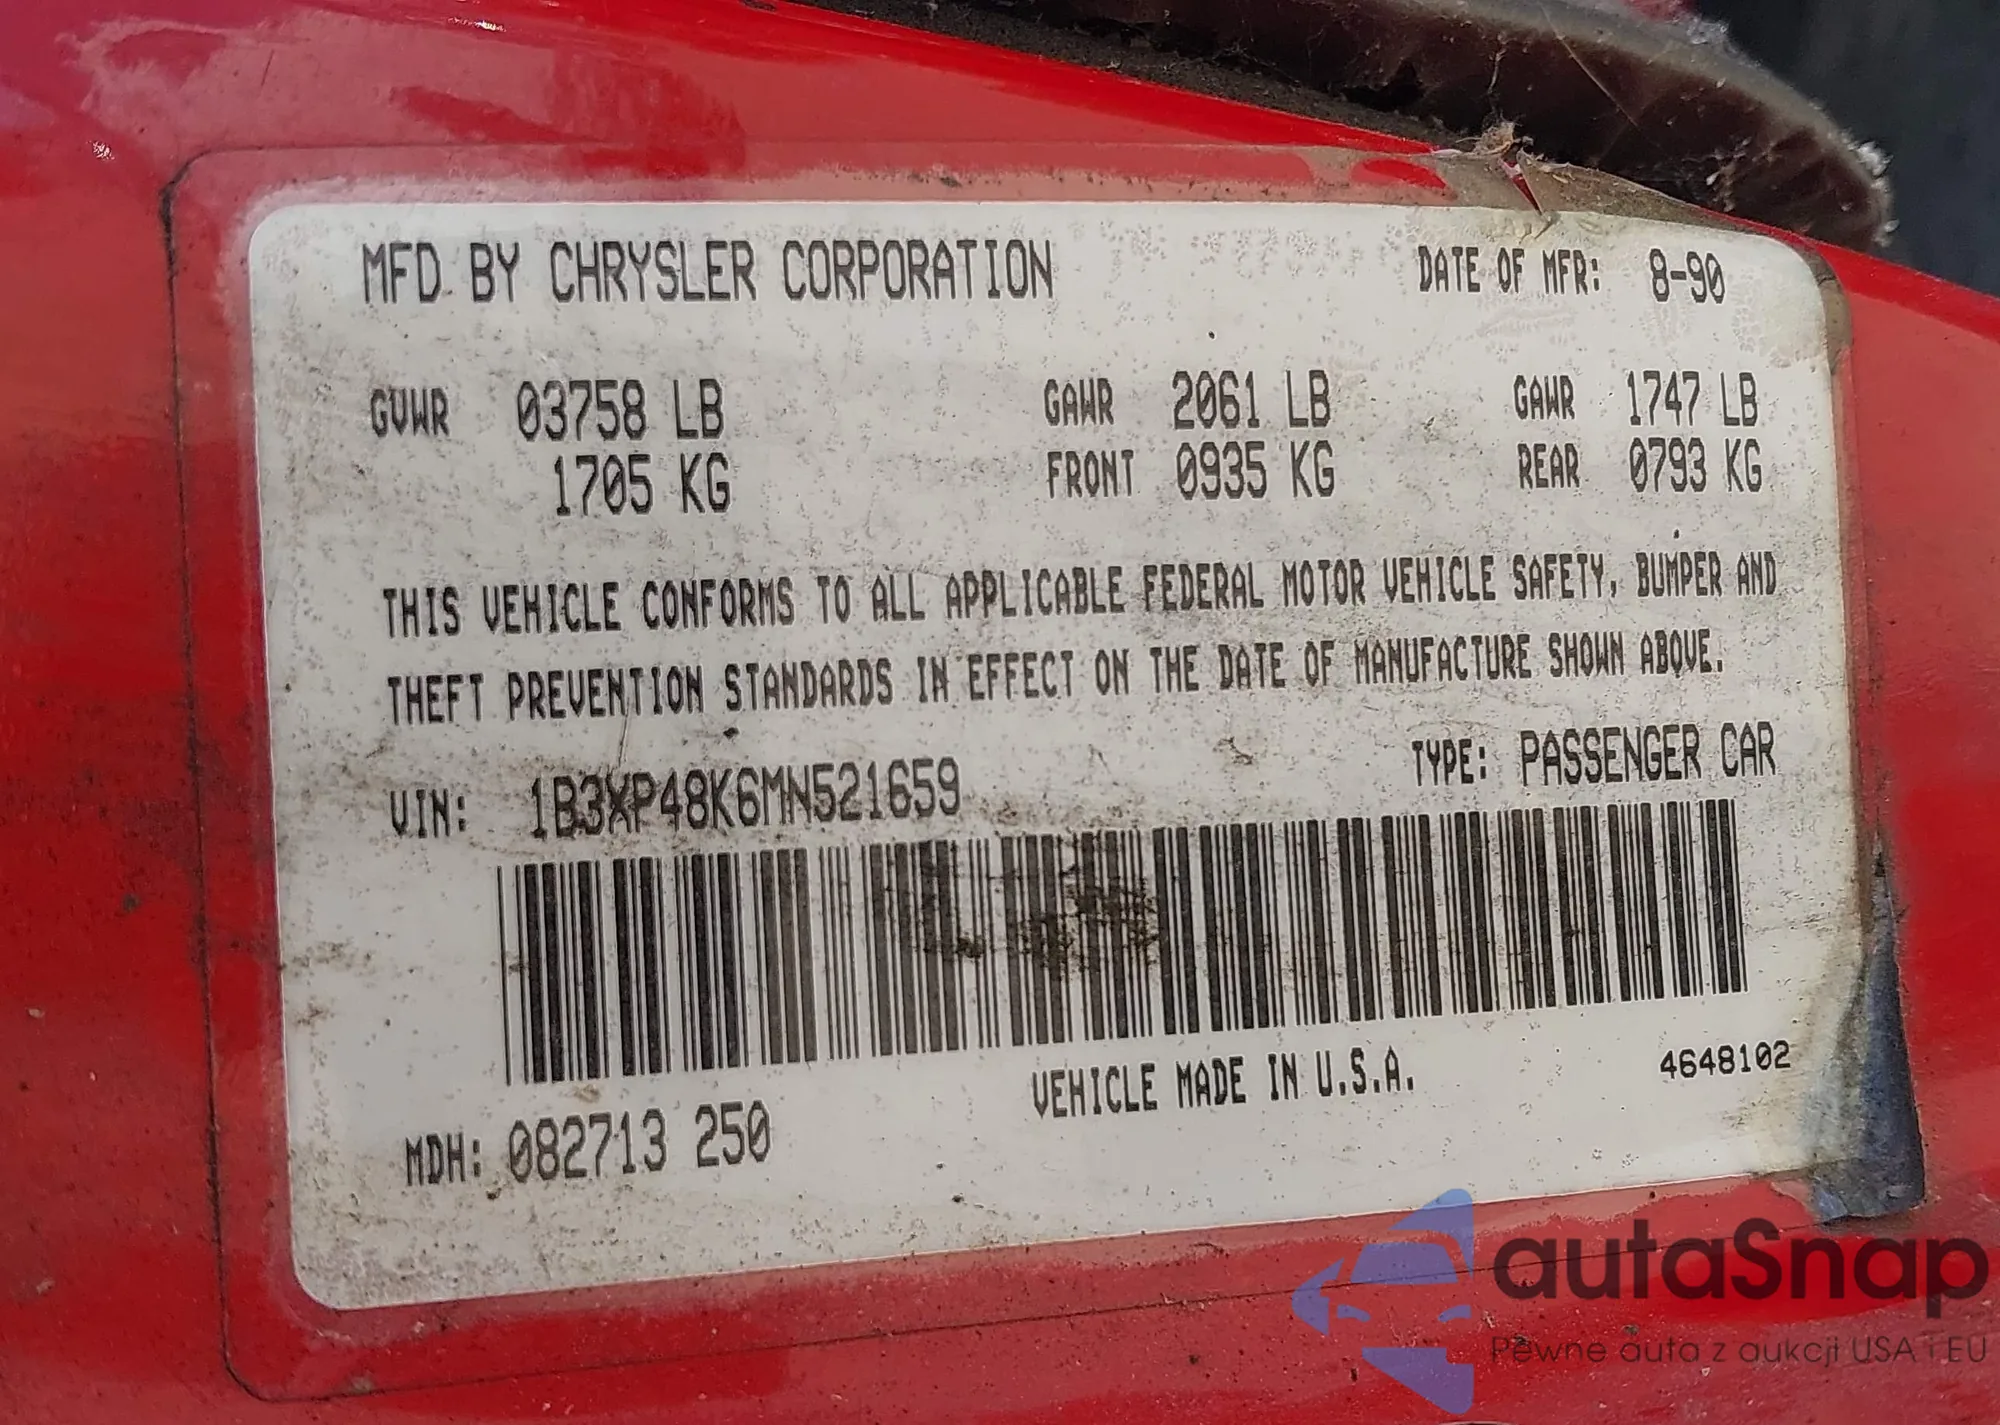 MFD BY CHRYSLER CORPORATION DATE OF MFR: 8-90
GVWR 03758 LB GAWR 2061 LB GAWR 1747 LB
1705 KG FRONT 0935 KG REAR 0793 KG
THIS VEHICLE CONFORMS TO ALL APPLICABLE FEDERAL MOTOR VEHICLE SAFETY, BUMPER AND
THEFT PREVENTION STANDARDS IN EFFECT ON THE DATE OF MANUFACTURE SHOWN ABOVE.
VIN: 1B3XP48K6MN521659 TYPE: PASSENGER CAR
VEHICLE MADE IN U.S.A. 4648102
MDH: 082713 250
autaSnap
Pewne auta z aukcji USA i EU